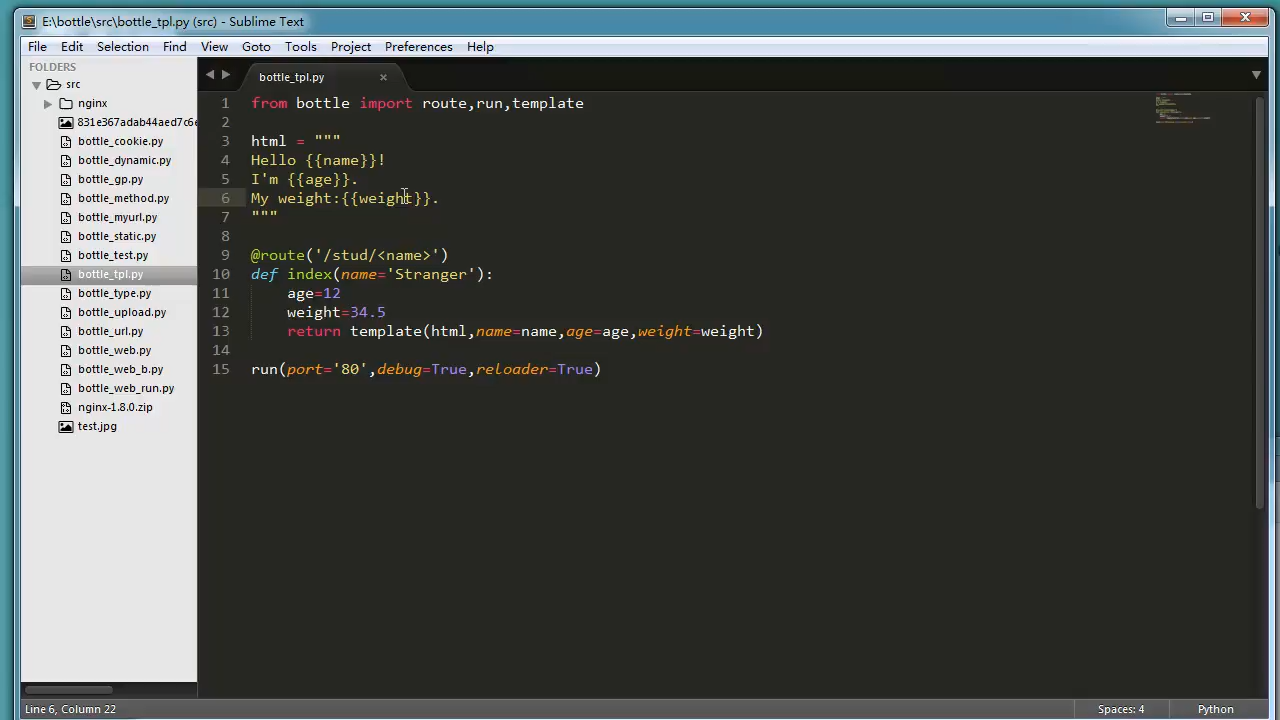 E:\bottle\src\bottle_tpl.py (src) - Sublime Text
File Edit Selection Find View Goto Tools Project Preferences Help
FOLDERS
src
nginx
831e367adab44aed7c6e
bottle_cookie.py
bottle_dynamic.py
bottle_gp.py
bottle_method.py
bottle_myurl.py
bottle_static.py
bottle_test.py
bottle_tpl.py
bottle_type.py
bottle_upload.py
bottle_url.py
bottle_web.py
bottle_web_b.py
bottle_web_run.py
nginx-1.8.0.zip
test.jpg
bottle_tpl.py
1 from bottle import route,run,template
2
3 html = """
4 Hello {{name}}!
5 I'm {{age}}.
6 My weight:{{weight}}.
7 """
8
9 @route('/stud/<name>')
10 def index(name='Stranger'):
11     age=12
12     weight=34.5
13     return template(html,name=name,age=age,weight=weight)
14
15 run(port='80',debug=True,reloader=True)
Line 6, Column 22
Spaces: 4
Python